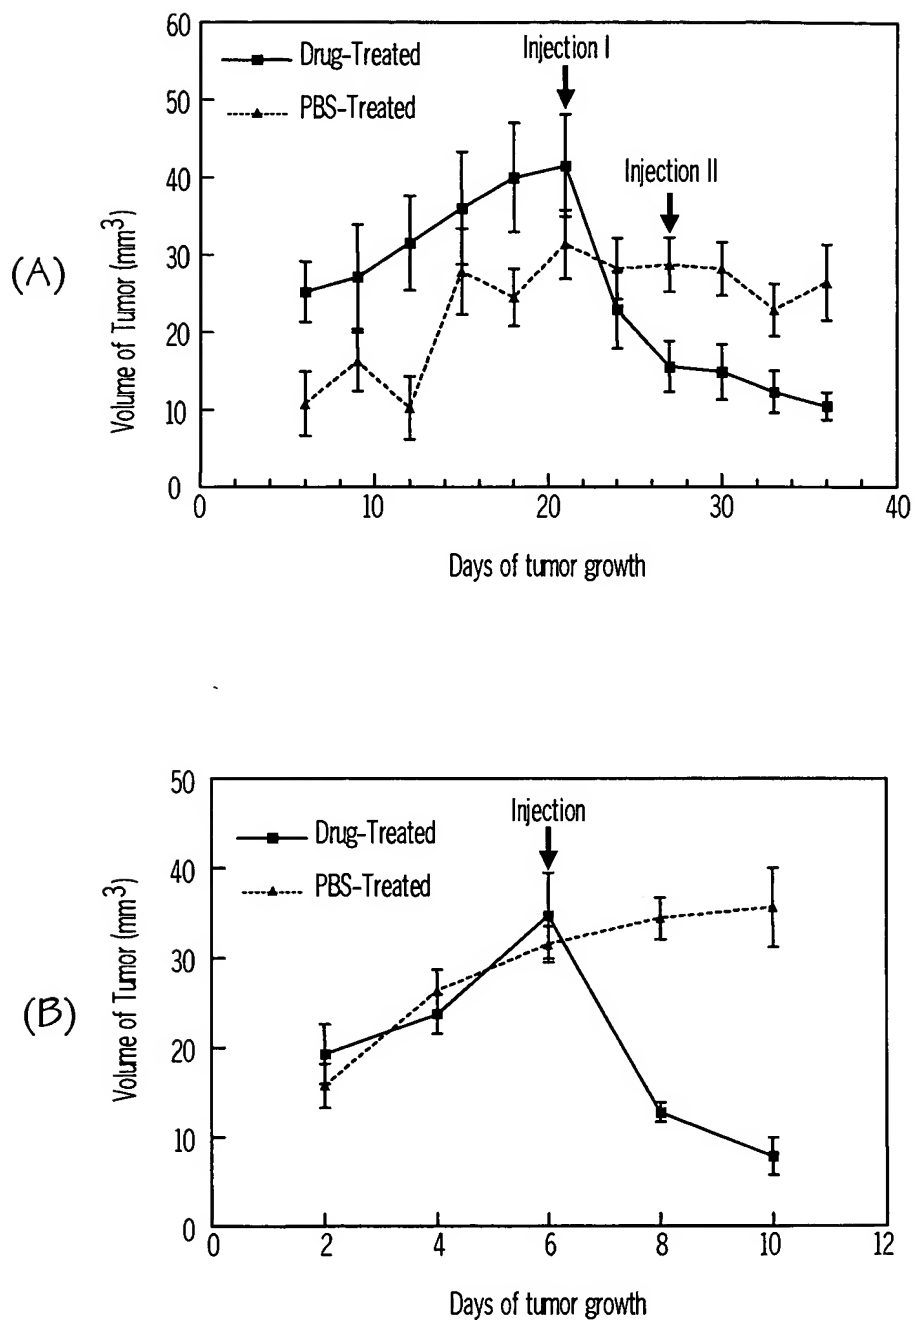 (A)
Volume of Tumor (mm3)
60
50
40
30
20
10
0
Drug-Treated
PBS-Treated
Injection I
Injection II
0 10 20 30 40
Days of tumor growth
(B)
Volume of Tumor (mm3)
50
40
30
20
10
0
Drug-Treated
PBS-Treated
Injection
0 2 4 6 8 10 12
Days of tumor growth